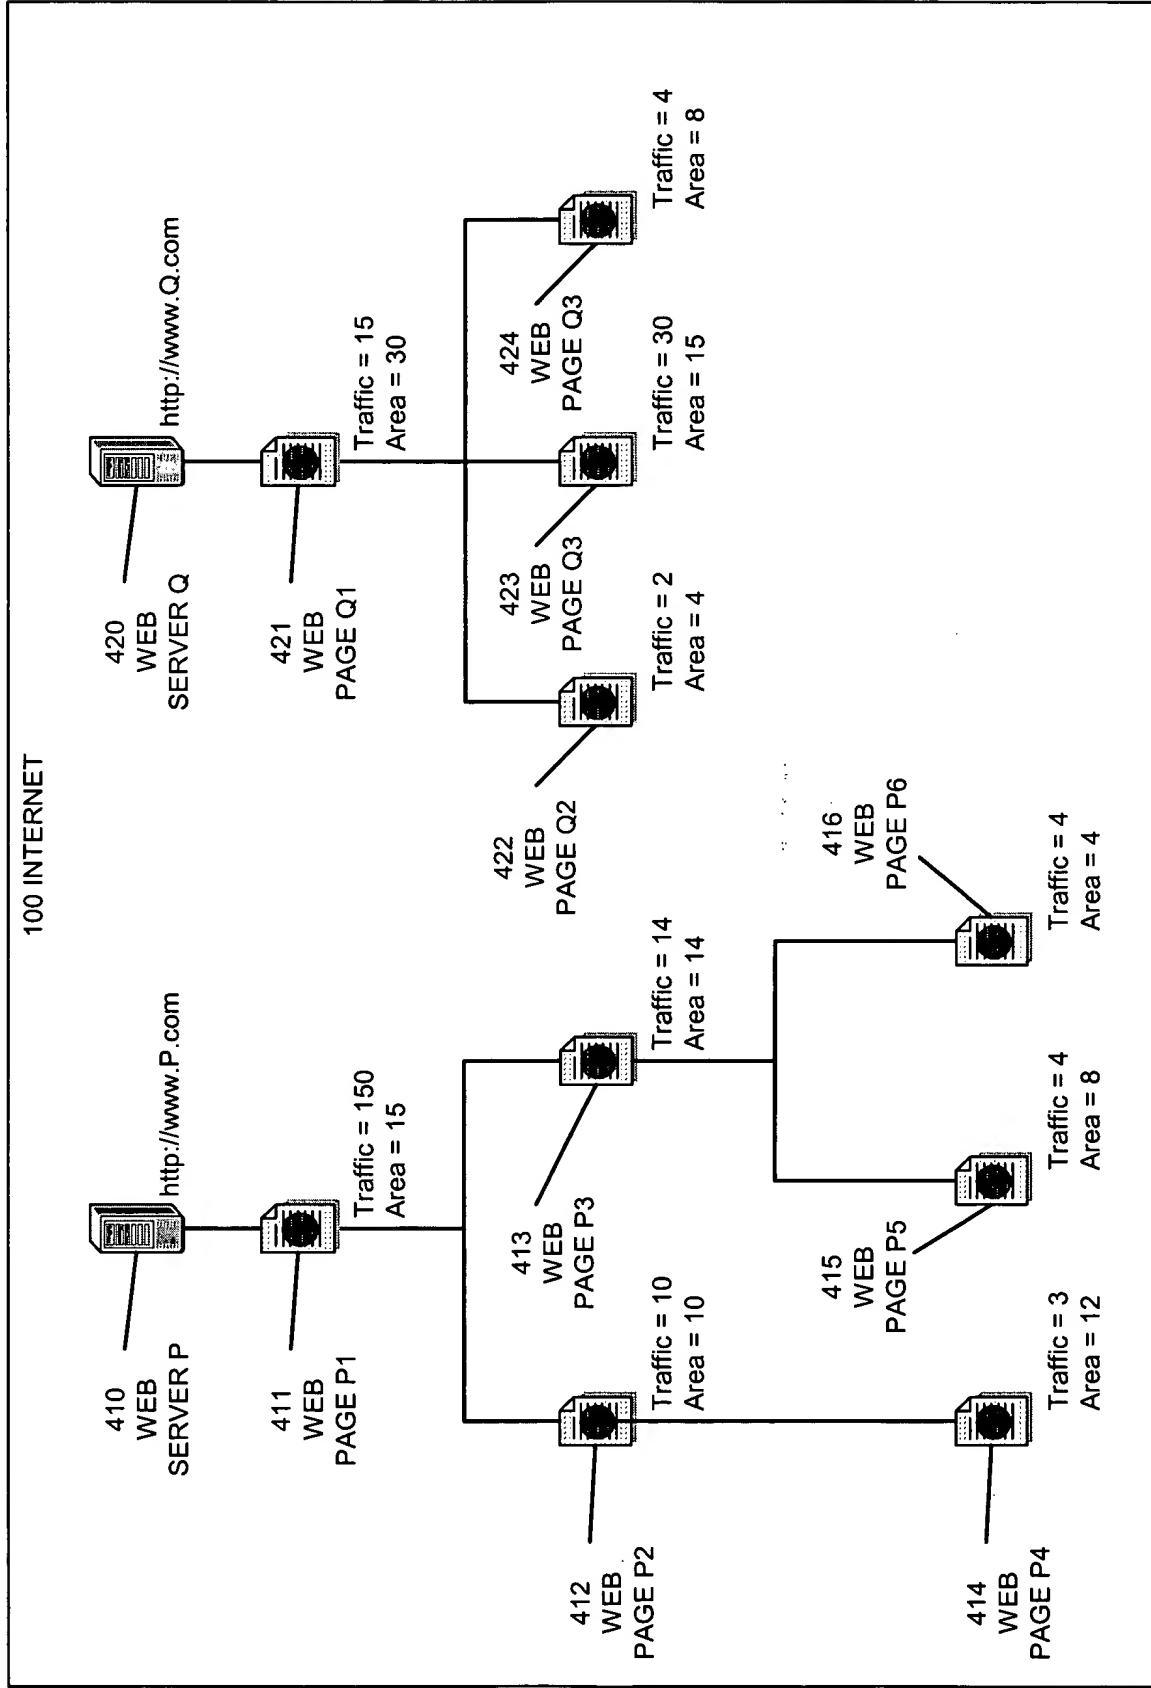 100 INTERNET
410
WEB
SERVER P
http://www.P.com
411
WEB
PAGE P1
Traffic = 150
Area = 15
412
WEB
PAGE P2
Traffic = 10
Area = 10
413
WEB
PAGE P3
Traffic = 14
Area = 14
414
WEB
PAGE P4
Traffic = 3
Area = 12
415
WEB
PAGE P5
Traffic = 4
Area = 8
416
WEB
PAGE P6
Traffic = 4
Area = 4
420
WEB
SERVER Q
http://www.Q.com
421
WEB
PAGE Q1
Traffic = 15
Area = 30
422
WEB
PAGE Q2
Traffic = 2
Area = 4
423
WEB
PAGE Q3
Traffic = 30
Area = 15
424
WEB
PAGE Q3
Traffic = 4
Area = 8